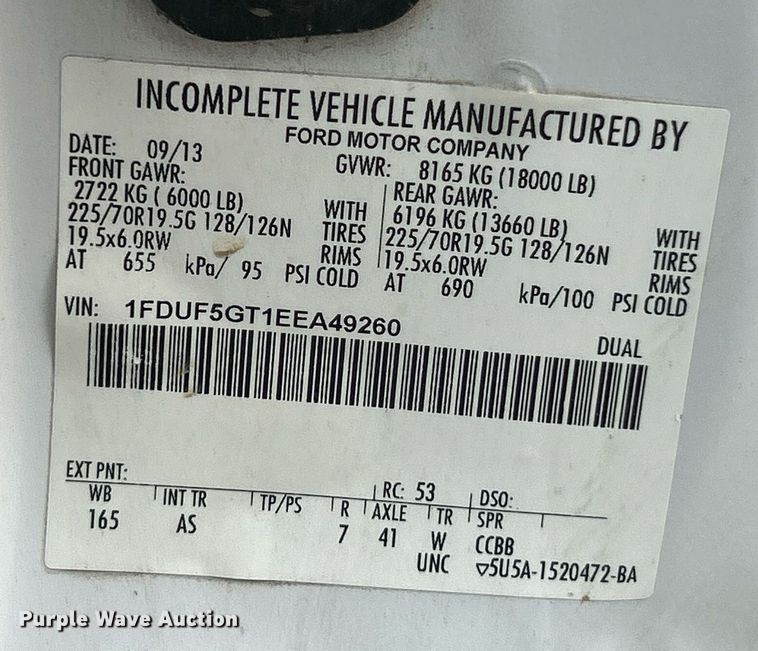 INCOMPLETE VEHICLE MANUFACTURED BY
FORD MOTOR COMPANY
DATE: 09/13 GVWR: 8165 KG (18000 LB)
FRONT GAWR: REAR GAWR:
2722 KG ( 6000 LB) WITH 6196 KG (13660 LB) WITH
225/70R19.5G 128/126N TIRES 225/70R19.5G 128/126N TIRES
19.5x6.0RW RIMS 19.5x6.0RW RIMS
AT 655 kPa/ 95 PSI COLD AT 690 kPa/100 PSI COLD
VIN: 1FDUF5GT1EEA49260
DUAL
EXT PNT: RC: 53 DSO:
WB INT TR TP/PS R AXLE TR SPR
165 AS 7 41 W CCBB
UNC ▽5U5A-1520472-BA
Purple Wave Auction